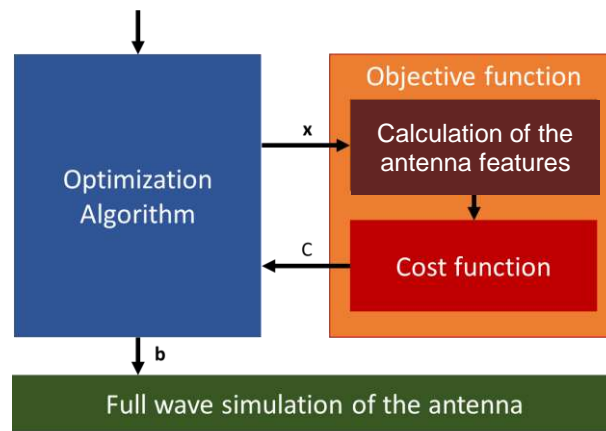 Objective function
x
Calculation of the
antenna features
Optimization
Algorithm
C
Cost function
b
Full wave simulation of the antenna